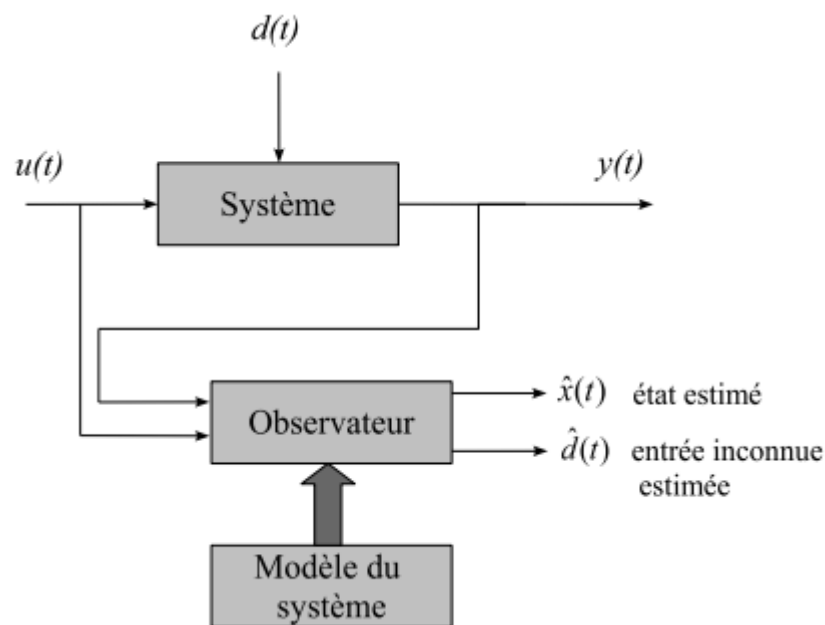 d(t)
u(t)
y(t)
Système
Observateur
x̂(t) état estimé
d̂(t) entrée inconnue
estimée
Modèle du
système